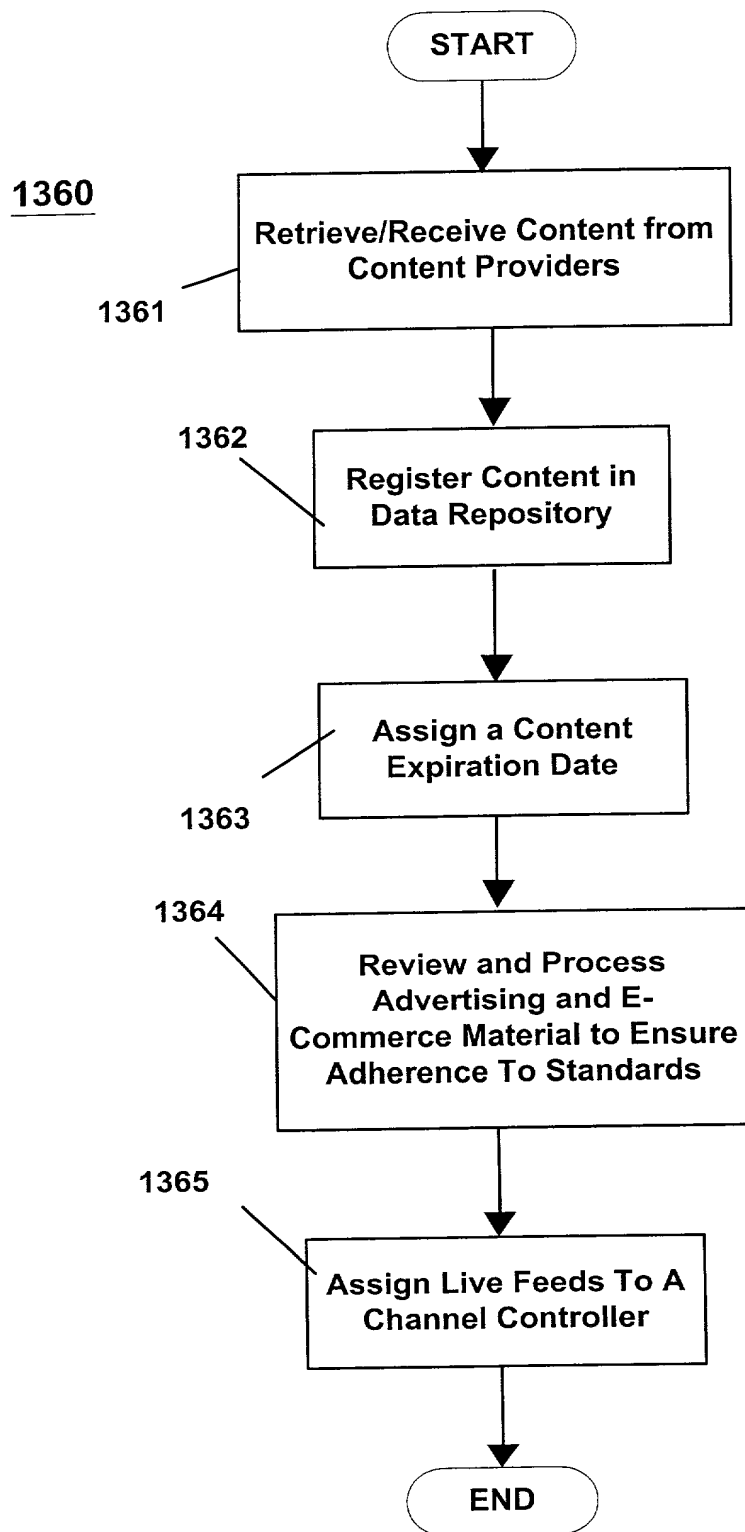 START
1360
Retrieve/Receive Content from
Content Providers
1361
1362
Register Content in
Data Repository
Assign a Content
Expiration Date
1363
1364
Review and Process
Advertising and E-
Commerce Material to Ensure
Adherence To Standards
1365
Assign Live Feeds To A
Channel Controller
END